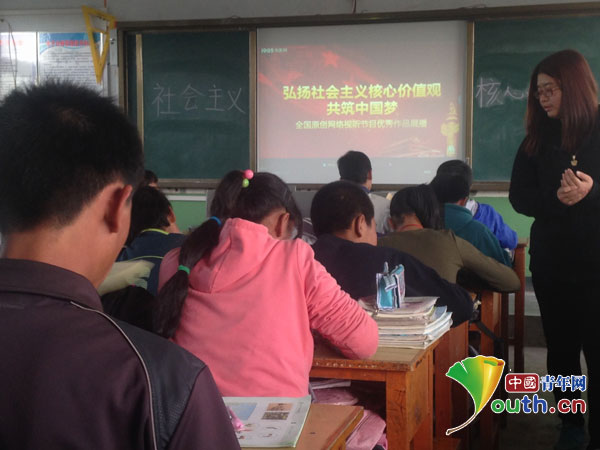 弘扬社会主义核心价值观
共筑中国梦
全国原创网络视听节目优秀作品展播
社会主义
核心
中國青年网
youth.cn